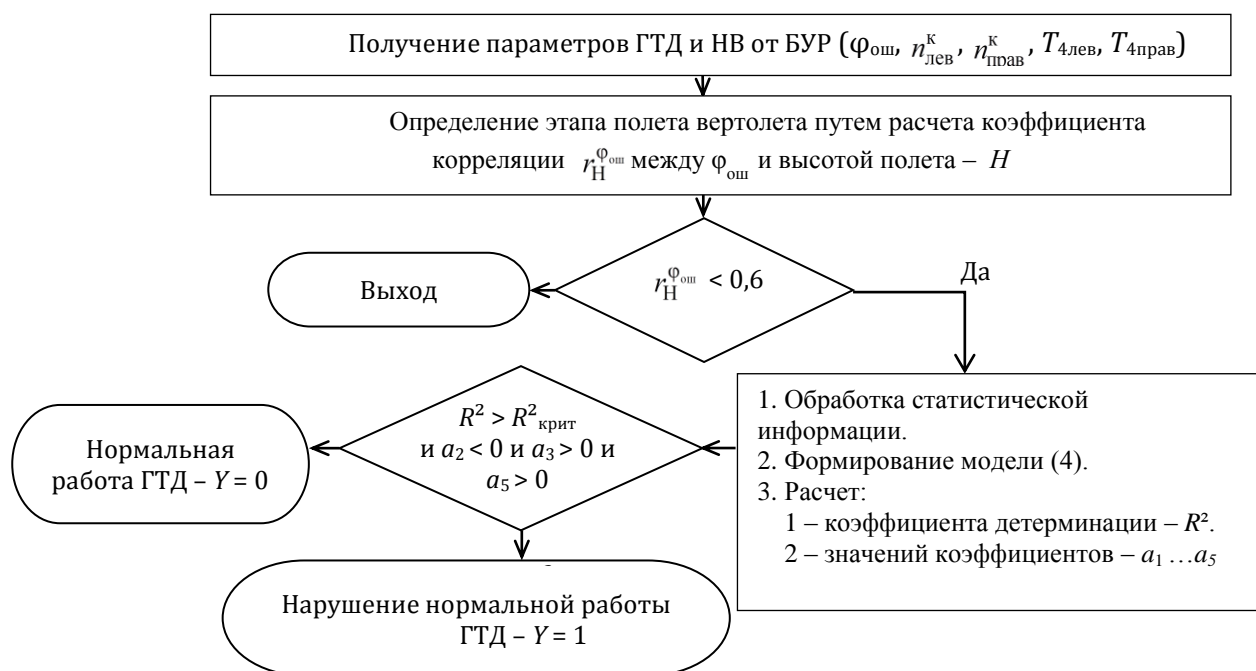 Получение параметров ГТД и НВ от БУР (φош, nклев, nкправ, T4лев, T4прав)
Определение этапа полета вертолета путем расчета коэффициента
корреляции rHφош между φош и высотой полета – H
rHφош < 0,6
Да
Выход
1. Обработка статистической
информации.
2. Формирование модели (4).
3. Расчет:
1 – коэффициента детерминации – R².
2 – значений коэффициентов – a1 …a5
R² > R²крит
и a2 < 0 и a3 > 0 и
a5 > 0
Нормальная
работа ГТД – Y = 0
Нарушение нормальной работы
ГТД – Y = 1